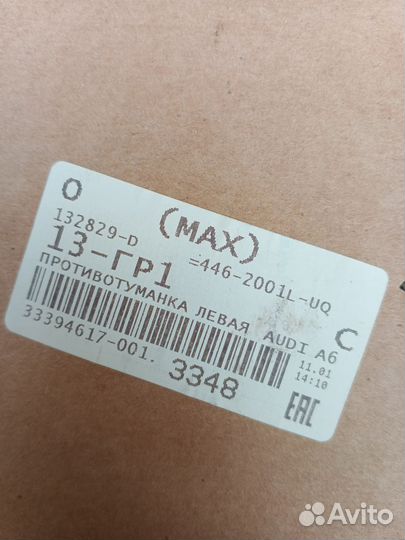 O (MAX)
I32829-D
13-ГР1 =446-2001L-UQ
ПРОТИВОТУМАНКА ЛЕВАЯ AUDI A6 C
33394617-001. 3348
11.01
14:10
EAC
Avito